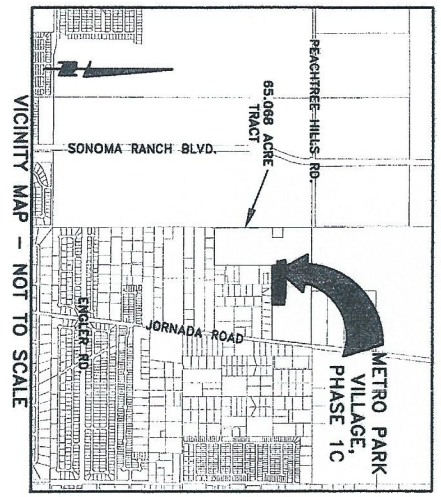 PEACHTREE HILLS RD.
65.068 ACRE
TRACT
SONOMA RANCH BLVD.
METRO PARK
VILLAGE,
PHASE 1C
JORNADA ROAD
ENGLER RD.
VICINITY MAP - NOT TO SCALE